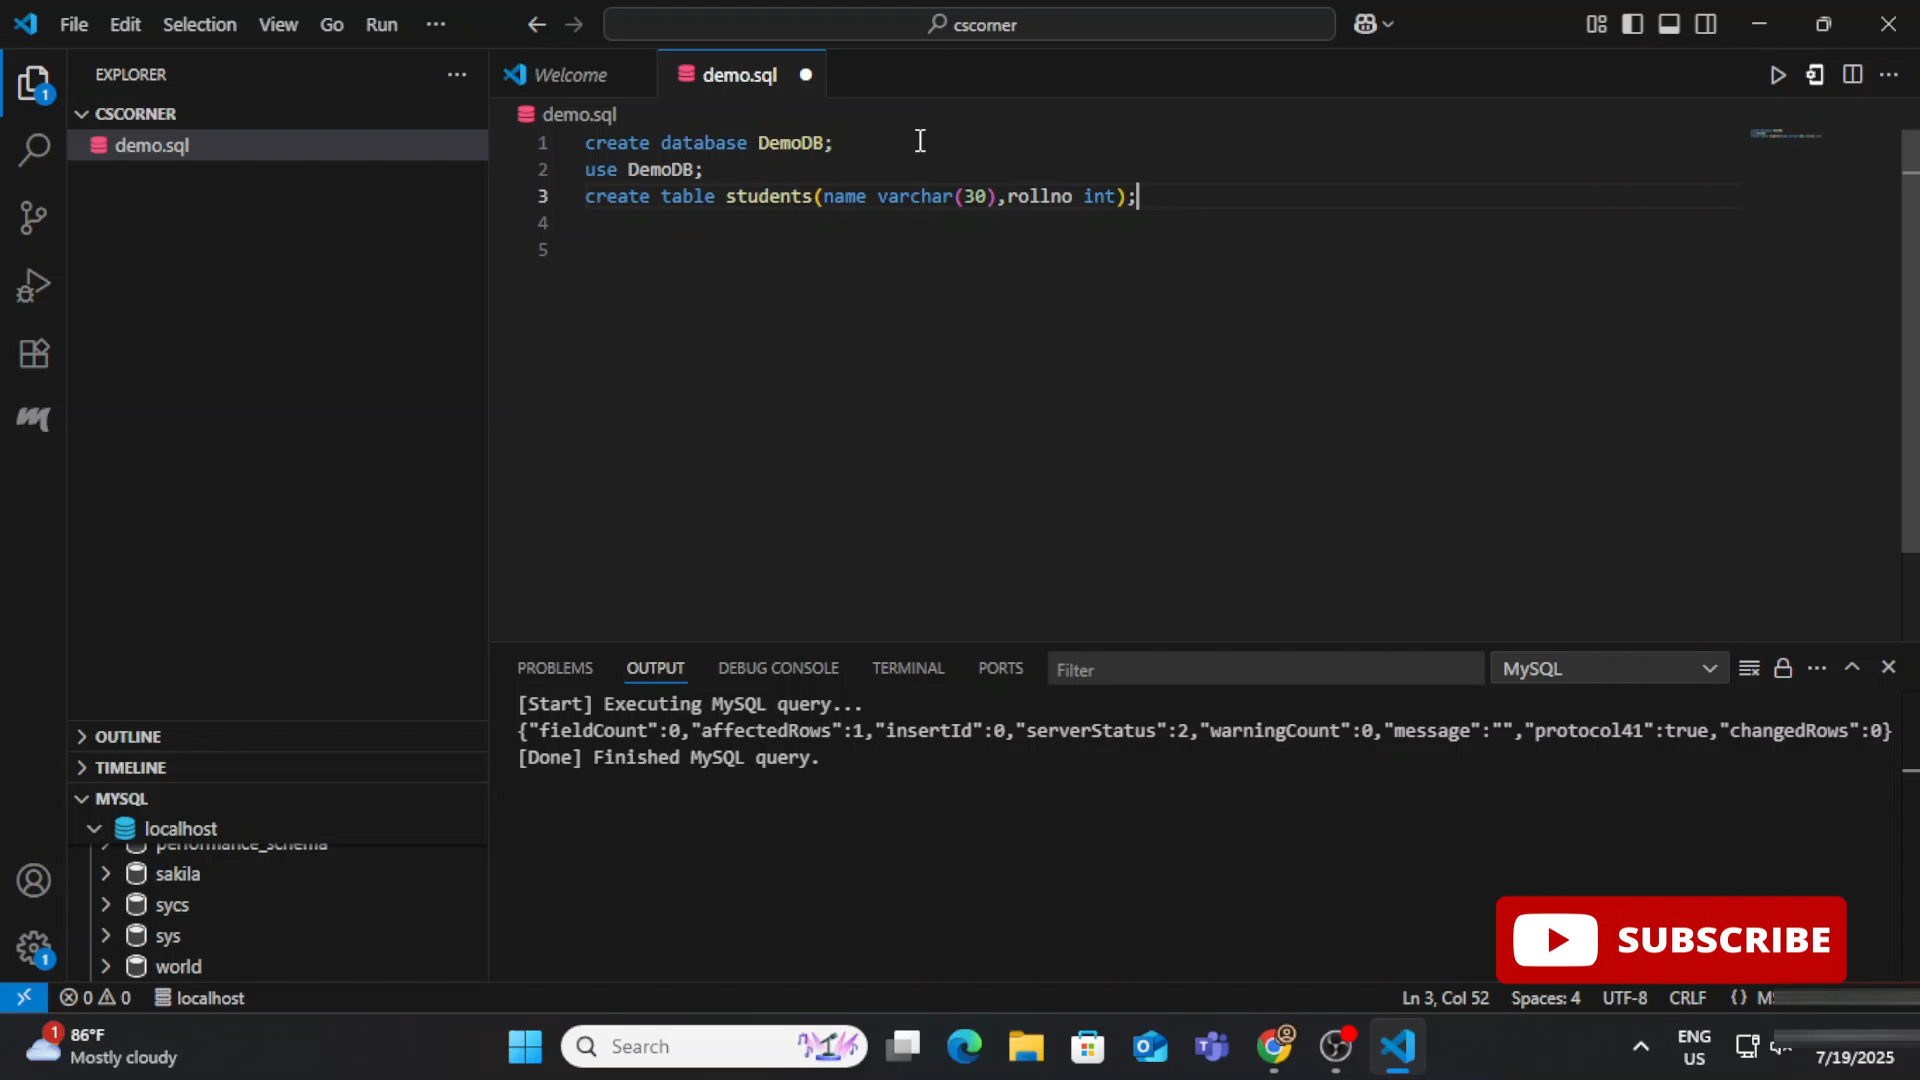 File Edit Selection View Go Run ··· cscorner
EXPLORER ···
Welcome demo.sql
1
CSCORNER
demo.sql
demo.sql
1 create database DemoDB;
2 use DemoDB;
3 create table students(name varchar(30),rollno int);
4
5
PROBLEMS OUTPUT DEBUG CONSOLE TERMINAL PORTS Filter MySQL
[Start] Executing MySQL query...
{"fieldCount":0,"affectedRows":1,"insertId":0,"serverStatus":2,"warningCount":0,"message":"","protocol41":true,"changedRows":0}
[Done] Finished MySQL query.
OUTLINE
TIMELINE
MYSQL
localhost
performance_schema
sakila
sycs
sys
world
1
SUBSCRIBE
0 0 localhost Ln 3, Col 52 Spaces: 4 UTF-8 CRLF {}
1 86°F
Mostly cloudy
Search
ENG
US
7/19/2025